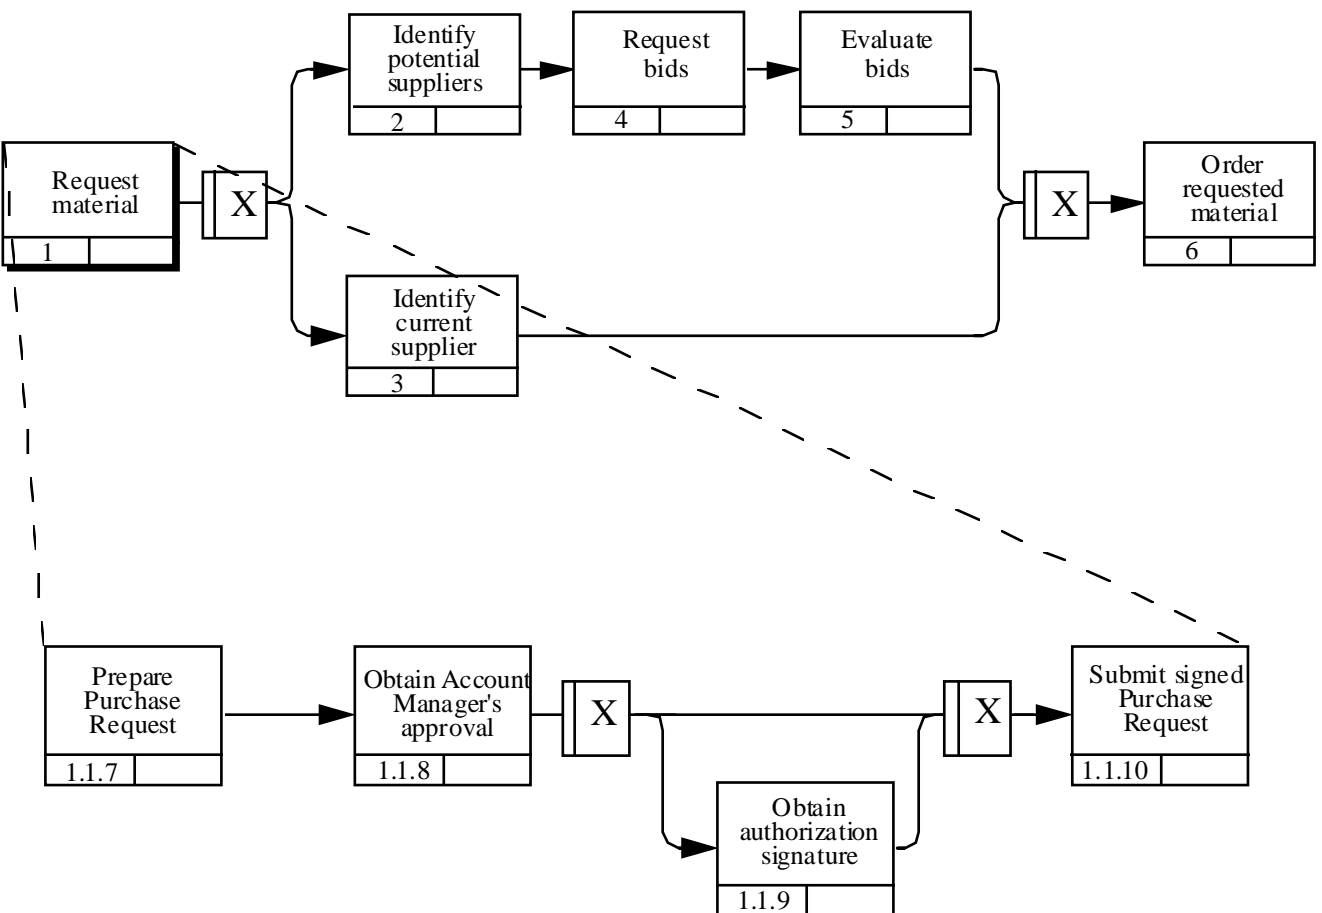 Identify
potential
suppliers
2
Request
bids
4
Evaluate
bids
5
Request
material
1
X
X
Order
requested
material
6
Identify
current
supplier
3
Prepare
Purchase
Request
1.1.7
Obtain Account
Manager's
approval
1.1.8
X
X
Submit signed
Purchase
Request
1.1.10
Obtain
authorization
signature
1.1.9